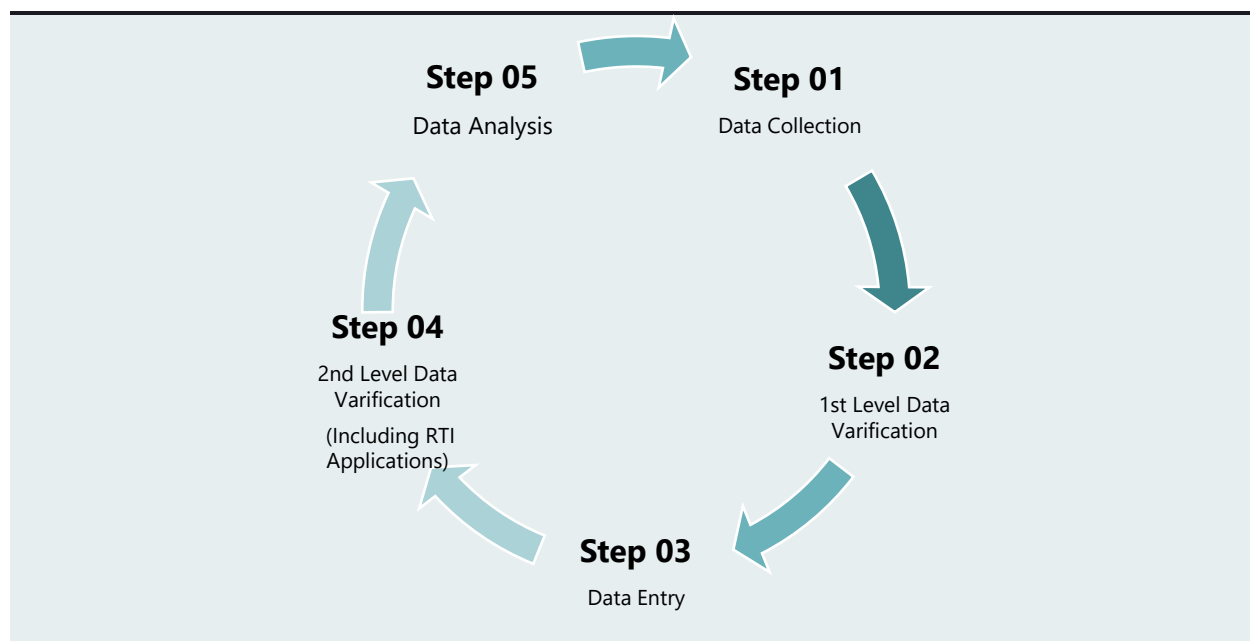 Step 01
Data Collection
Step 02
1st Level Data
Varification
Step 03
Data Entry
Step 04
2nd Level Data
Varification
(Including RTI
Applications)
Step 05
Data Analysis